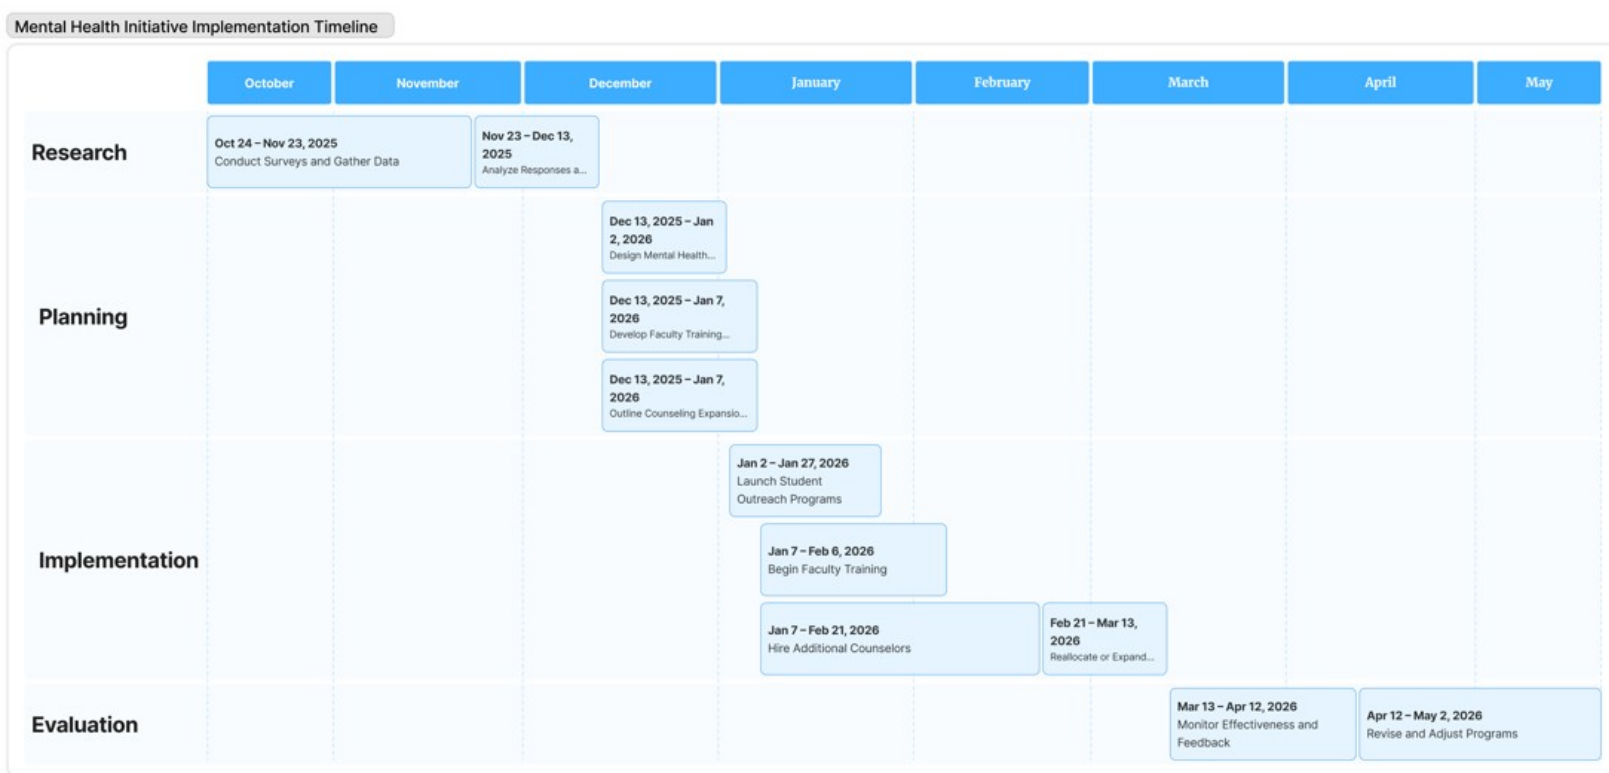 Mental Health Initiative Implementation Timeline
October November December January February March April May
Research
Oct 24 – Nov 23, 2025
Conduct Surveys and Gather Data
Nov 23 – Dec 13,
2025
Analyze Responses a...
Planning
Dec 13, 2025 – Jan
2, 2026
Design Mental Health...
Dec 13, 2025 – Jan 7,
2026
Develop Faculty Training...
Dec 13, 2025 – Jan 7,
2026
Outline Counseling Expansio...
Implementation
Jan 2 – Jan 27, 2026
Launch Student
Outreach Programs
Jan 7 – Feb 6, 2026
Begin Faculty Training
Jan 7 – Feb 21, 2026
Hire Additional Counselors
Feb 21 – Mar 13,
2026
Reallocate or Expand...
Evaluation
Mar 13 – Apr 12, 2026
Monitor Effectiveness and
Feedback
Apr 12 – May 2, 2026
Revise and Adjust Programs